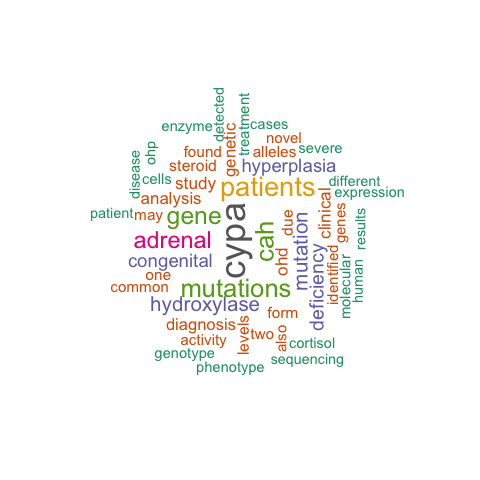 detected
treatment
enzyme
cases
genetic
novel
ohp
found
alleles
severe
disease
steroid
hyperplasia
cells
study
patients
different
expression
analysis
patient
may
gene
cypa
cah
due
mutation
clinical
genes
results
adrenal
congenital
ohd
deficiency
identified
molecular
human
one
common
mutations
hydroxylase
form
diagnosis
levels
two
also
activity
cortisol
genotype
sequencing
phenotype